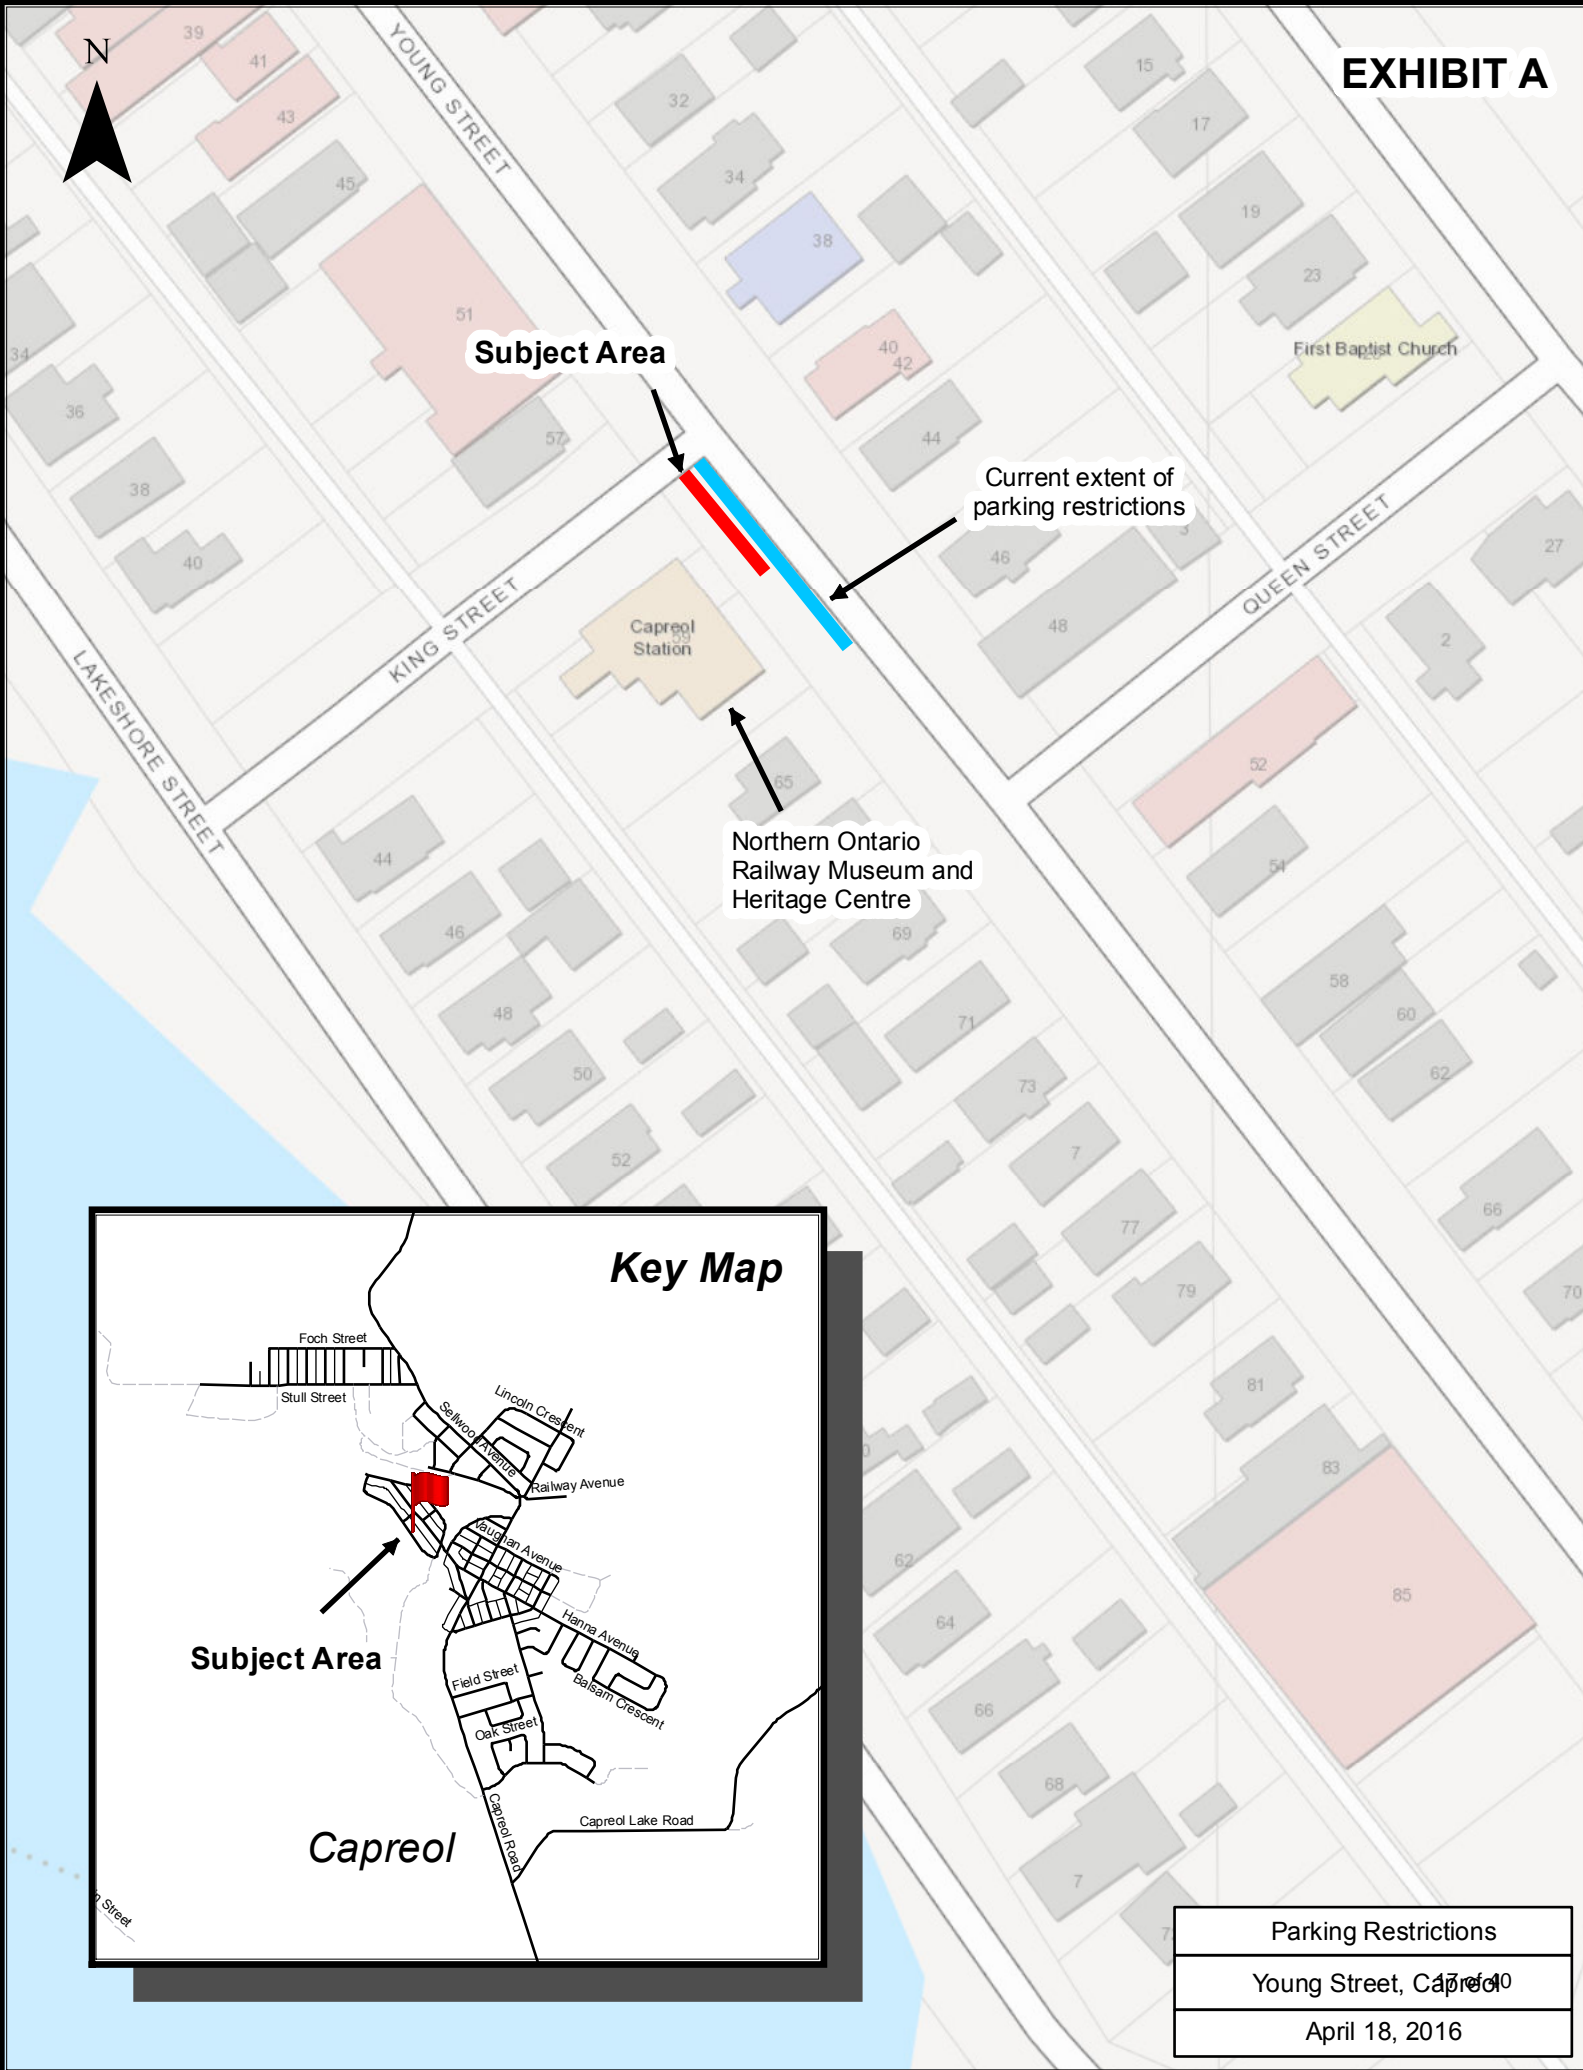 EXHIBIT A
N
YOUNG STREET
39
41
43
45
32
34
38
15
17
19
23
51
Subject Area
40
42
First Baptist Church
34
36
57
44
38
Current extent of
parking restrictions
40
46
3
48
QUEEN STREET
27
KING STREET
Capreol
59
Station
2
LAKESHORE STREET
65
52
Northern Ontario
Railway Museum and
Heritage Centre
44
54
46
69
58
48
71
60
50
73
62
52
7
77
66
79
70
81
83
85
62
64
66
68
7
Key Map
Foch Street
Stull Street
Lincoln Crescent
Sellwood Avenue
Railway Avenue
Vaughan Avenue
Hanna Avenue
Subject Area
Field Street
Balsam Crescent
Oak Street
Capreol Road
Capreol Lake Road
Capreol
Street
Parking Restrictions
Young Street, Capreol
17 of 40
April 18, 2016